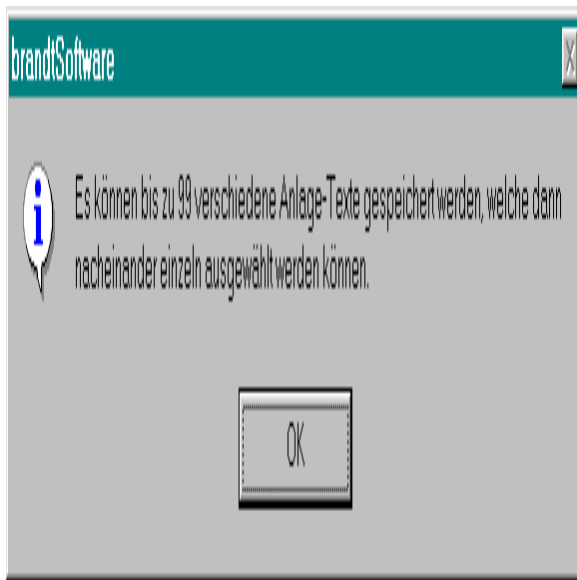 brandtSoftware
Es können bis zu 99 verschiedene Anlage-Texte gespeichert werden, welche dann
nacheinander einzeln ausgewählt werden können.
OK